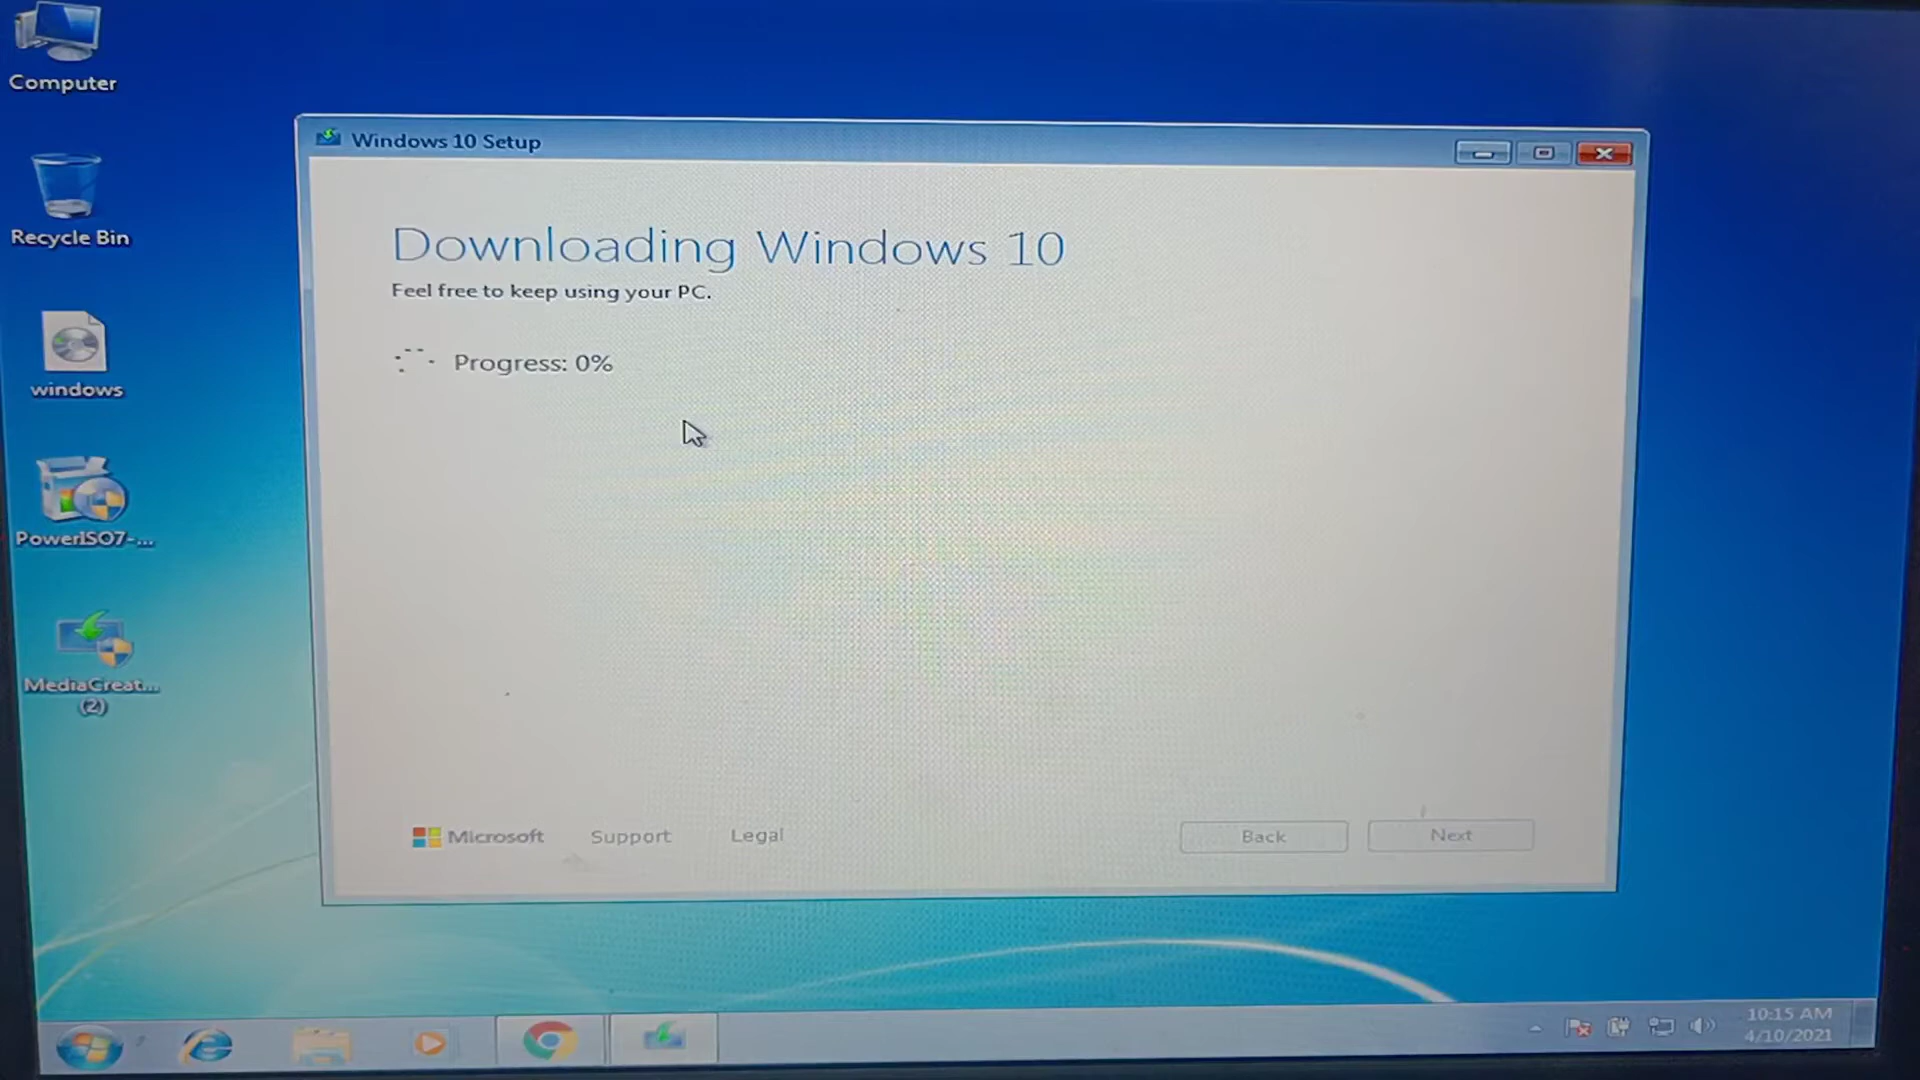 Computer
Recycle Bin
windows
PowerISO7-...
MediaCreat...
(2)
Windows 10 Setup
Downloading Windows 10
Feel free to keep using your PC.
Progress: 0%
Microsoft
Support
Legal
Back
Next
10:15 AM
4/10/2021